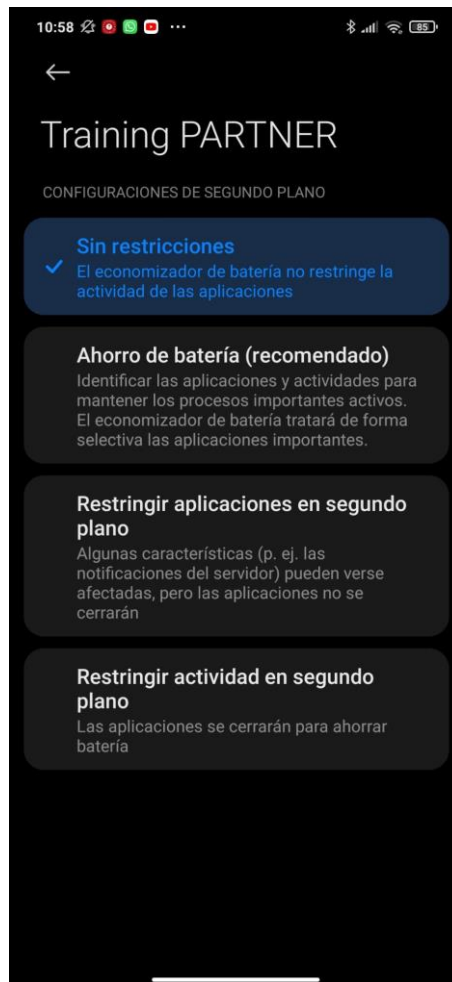 10:58 ··· 85
Training PARTNER
CONFIGURACIONES DE SEGUNDO PLANO
Sin restricciones
El economizador de batería no restringe la
actividad de las aplicaciones
Ahorro de batería (recomendado)
Identificar las aplicaciones y actividades para
mantener los procesos importantes activos.
El economizador de batería tratará de forma
selectiva las aplicaciones importantes.
Restringir aplicaciones en segundo
plano
Algunas características (p. ej. las
notificaciones del servidor) pueden verse
afectadas, pero las aplicaciones no se
cerrarán
Restringir actividad en segundo
plano
Las aplicaciones se cerrarán para ahorrar
batería